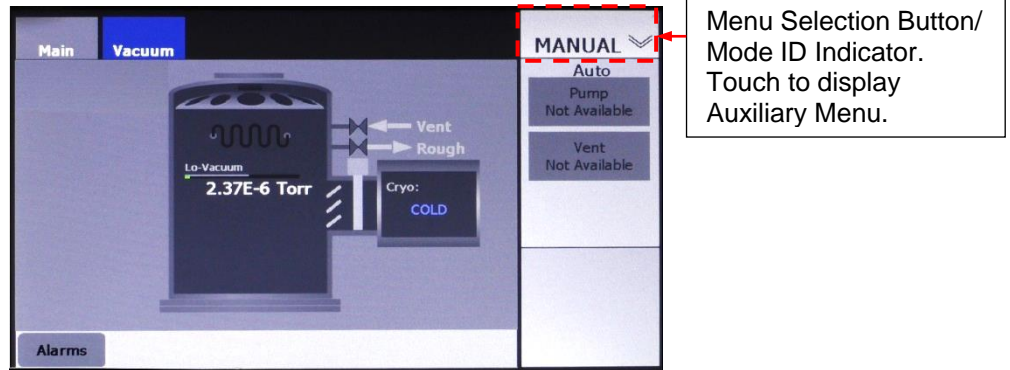 Main
Vacuum
MANUAL
Auto
Pump
Not Available
Vent
Not Available
Vent
Rough
Lo-Vacuum
2.37E-6 Torr
Cryo:
COLD
Alarms
Menu Selection Button/
Mode ID Indicator.
Touch to display
Auxiliary Menu.